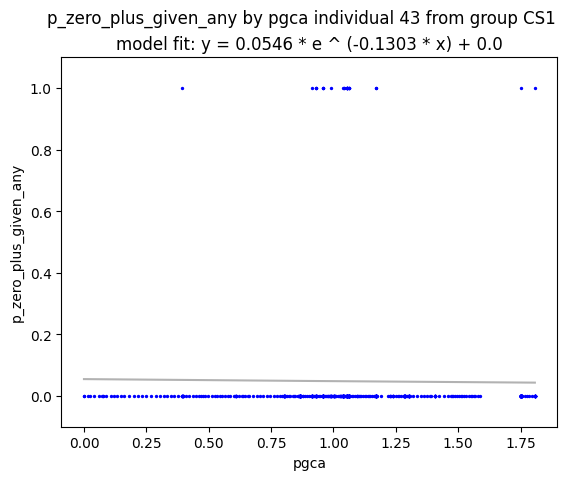 p_zero_plus_given_any by pgca individual 43 from group CS1
model fit: y = 0.0546 * e ^ (-0.1303 * x) + 0.0
1.0
0.8
0.6
0.4
0.2
0.0
p_zero_plus_given_any
0.00 0.25 0.50 0.75 1.00 1.25 1.50 1.75
pgca